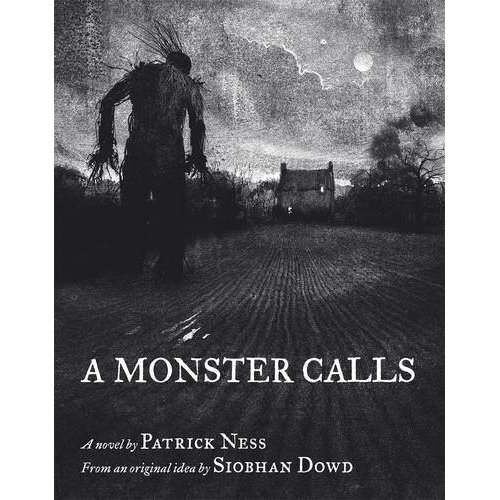 A MONSTER CALLS
A novel by PATRICK NESS
From an original idea by SIOBHAN DOWD